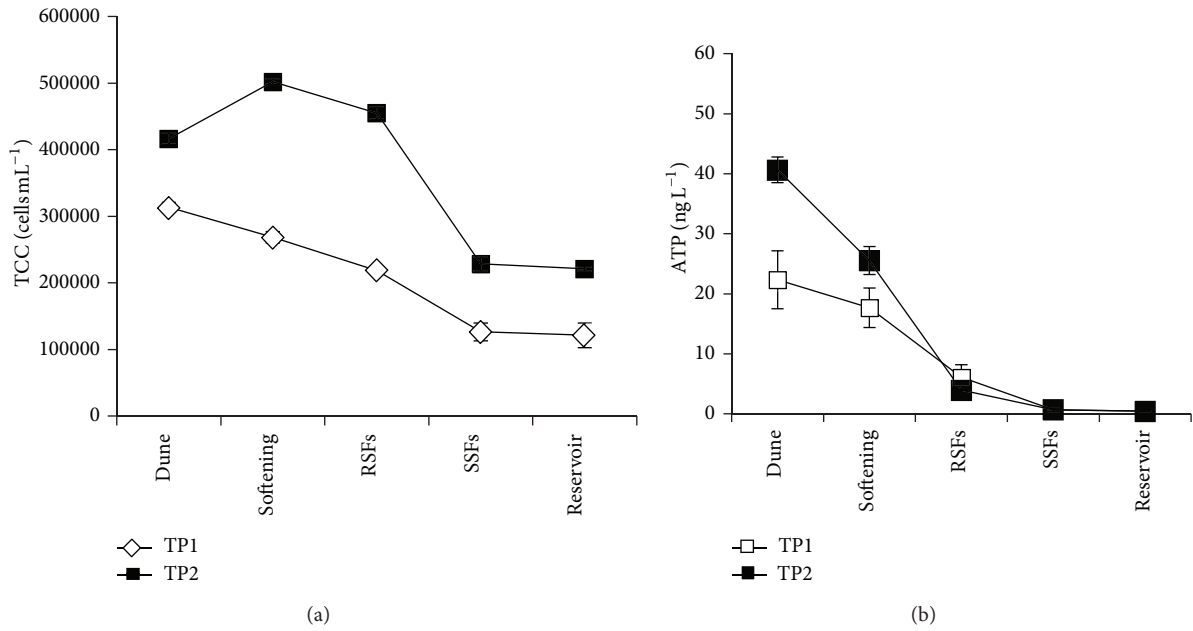 600000
500000
400000
300000
200000
100000
0
TCC (cells mL−1)
Dune
Softening
RSFs
SSFs
Reservoir
TP1
TP2
(a)
60
50
40
30
20
10
0
ATP (ng L−1)
Dune
Softening
RSFs
SSFs
Reservoir
TP1
TP2
(b)